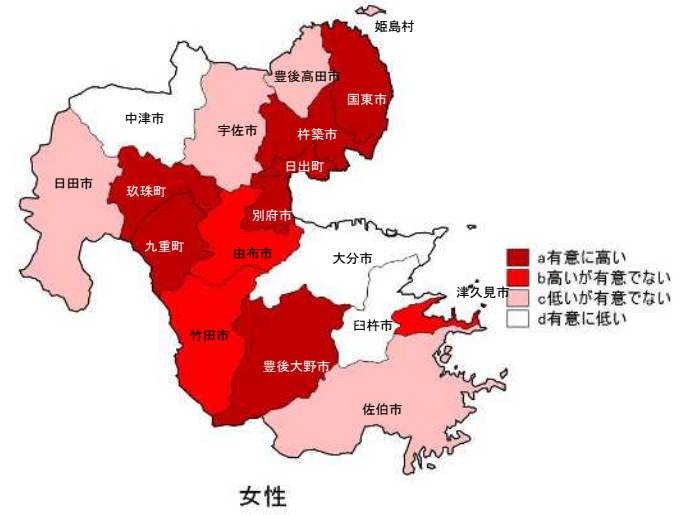 姫島村
豊後高田市
国東市
中津市
宇佐市
杵築市
日出町
日田市
玖珠町
別府市
九重町
由布市
大分市
a有意に高い
b高いが有意でない
c低いが有意でない
d有意に低い
津久見市
臼杵市
竹田市
豊後大野市
佐伯市
女性